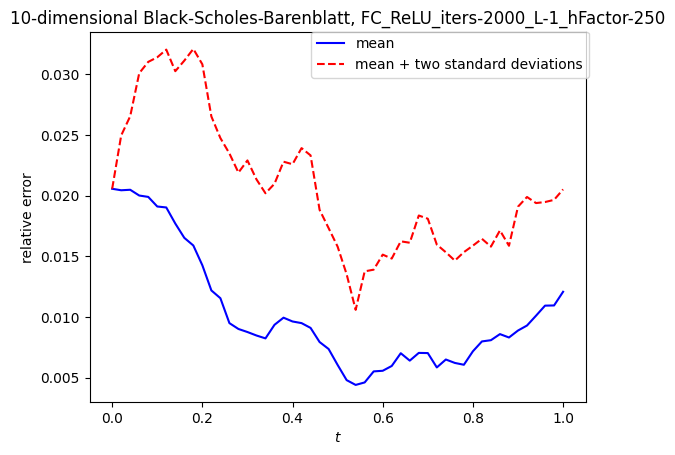 10-dimensional Black-Scholes-Barenblatt, FC_ReLU_iters-2000_L-1_hFactor-250
mean
mean + two standard deviations
0.030
0.025
0.020
0.015
0.010
0.005
relative error
0.0
0.2
0.4
0.6
0.8
1.0
t